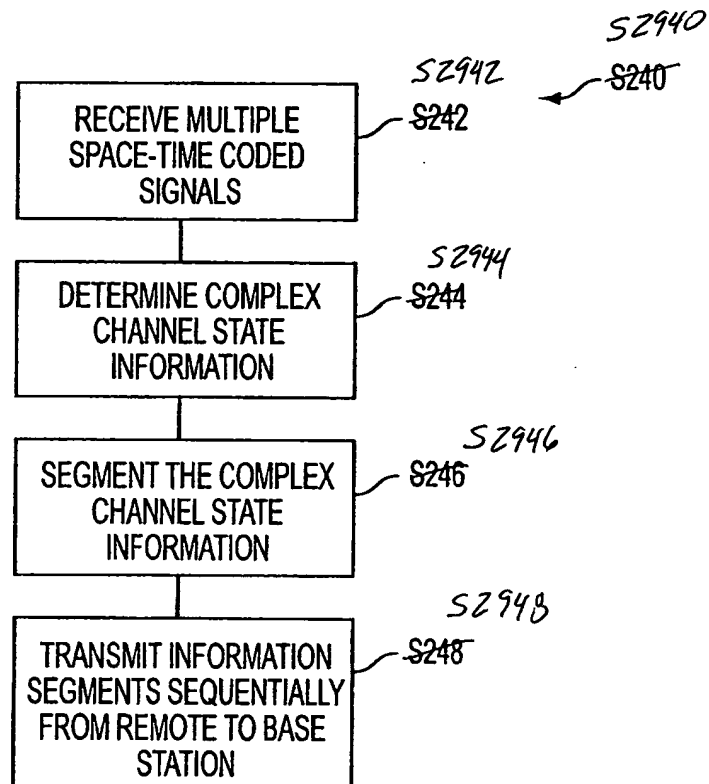 S2940
S240
S2942
S242
RECEIVE MULTIPLE
SPACE-TIME CODED
SIGNALS
S2944
S244
DETERMINE COMPLEX
CHANNEL STATE
INFORMATION
S2946
S246
SEGMENT THE COMPLEX
CHANNEL STATE
INFORMATION
S2948
S248
TRANSMIT INFORMATION
SEGMENTS SEQUENTIALLY
FROM REMOTE TO BASE
STATION